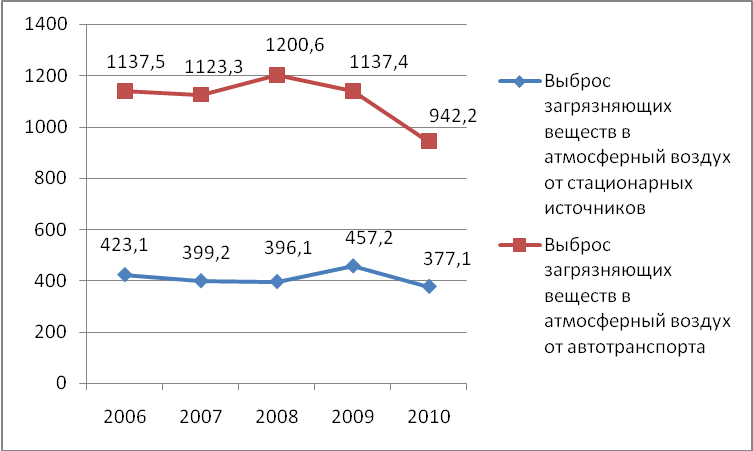 1400
1200
1000
800
600
400
200
0
1137,5
1123,3
1200,6
1137,4
942,2
423,1
399,2
396,1
457,2
377,1
2006
2007
2008
2009
2010
Выброс
загрязняющих
веществ в
атмосферный воздух
от стационарных
источников
Выброс
загрязняющих
веществ в
атмосферный воздух
от автотранспорта